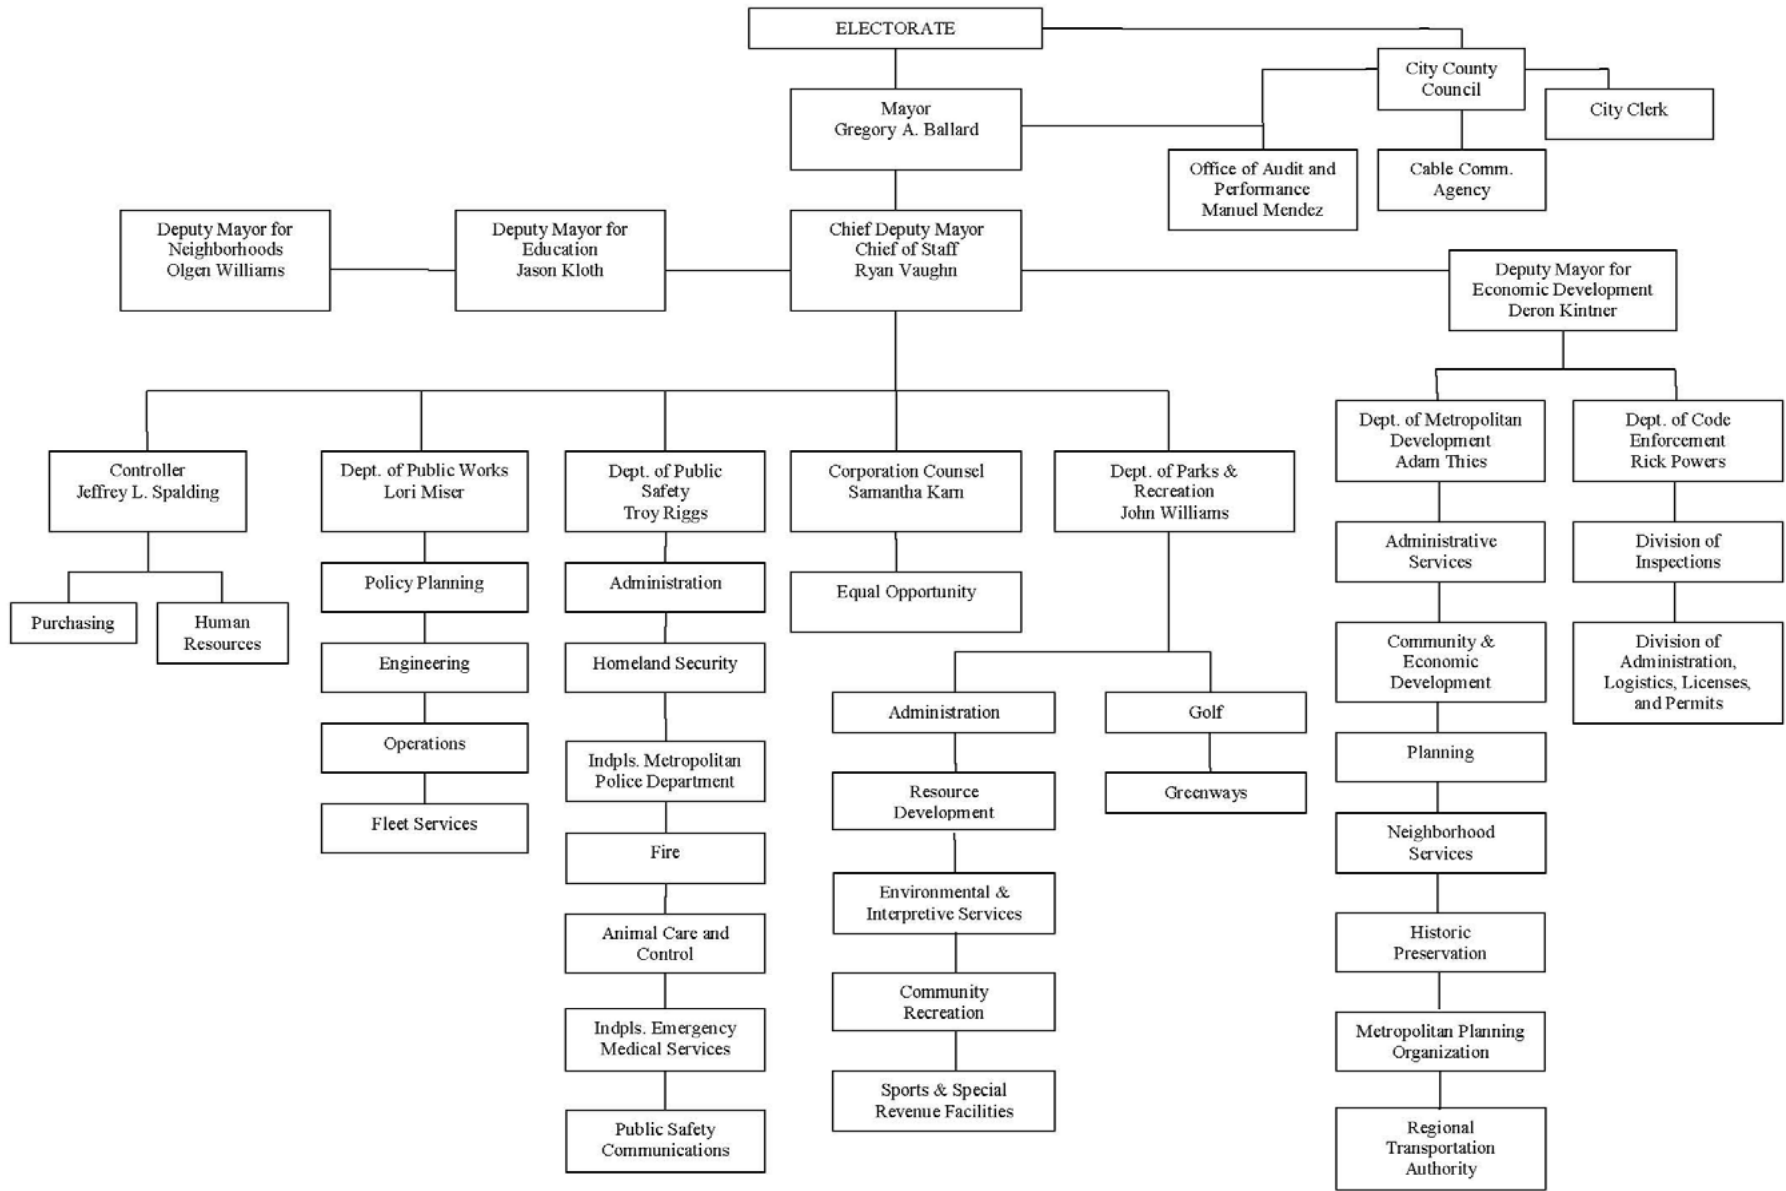 ELECTORATE
City County
Council
City Clerk
Mayor
Gregory A. Ballard
Office of Audit and
Performance
Manuel Mendez
Cable Comm.
Agency
Deputy Mayor for
Neighborhoods
Olgen Williams
Deputy Mayor for
Education
Jason Kloth
Chief Deputy Mayor
Chief of Staff
Ryan Vaughn
Deputy Mayor for
Economic Development
Deron Kintner
Controller
Jeffrey L. Spalding
Purchasing
Human
Resources
Dept. of Public Works
Lori Miser
Policy Planning
Engineering
Operations
Fleet Services
Dept. of Public
Safety
Troy Riggs
Administration
Homeland Security
Indpls. Metropolitan
Police Department
Fire
Animal Care and
Control
Indpls. Emergency
Medical Services
Public Safety
Communications
Corporation Counsel
Samantha Karn
Equal Opportunity
Dept. of Parks &
Recreation
John Williams
Administration
Resource
Development
Environmental &
Interpretive Services
Community
Recreation
Sports & Special
Revenue Facilities
Golf
Greenways
Dept. of Metropolitan
Development
Adam Thies
Administrative
Services
Community &
Economic
Development
Planning
Neighborhood
Services
Historic
Preservation
Metropolitan Planning
Organization
Regional
Transportation
Authority
Dept. of Code
Enforcement
Rick Powers
Division of
Inspections
Division of
Administration,
Logistics, Licenses,
and Permits